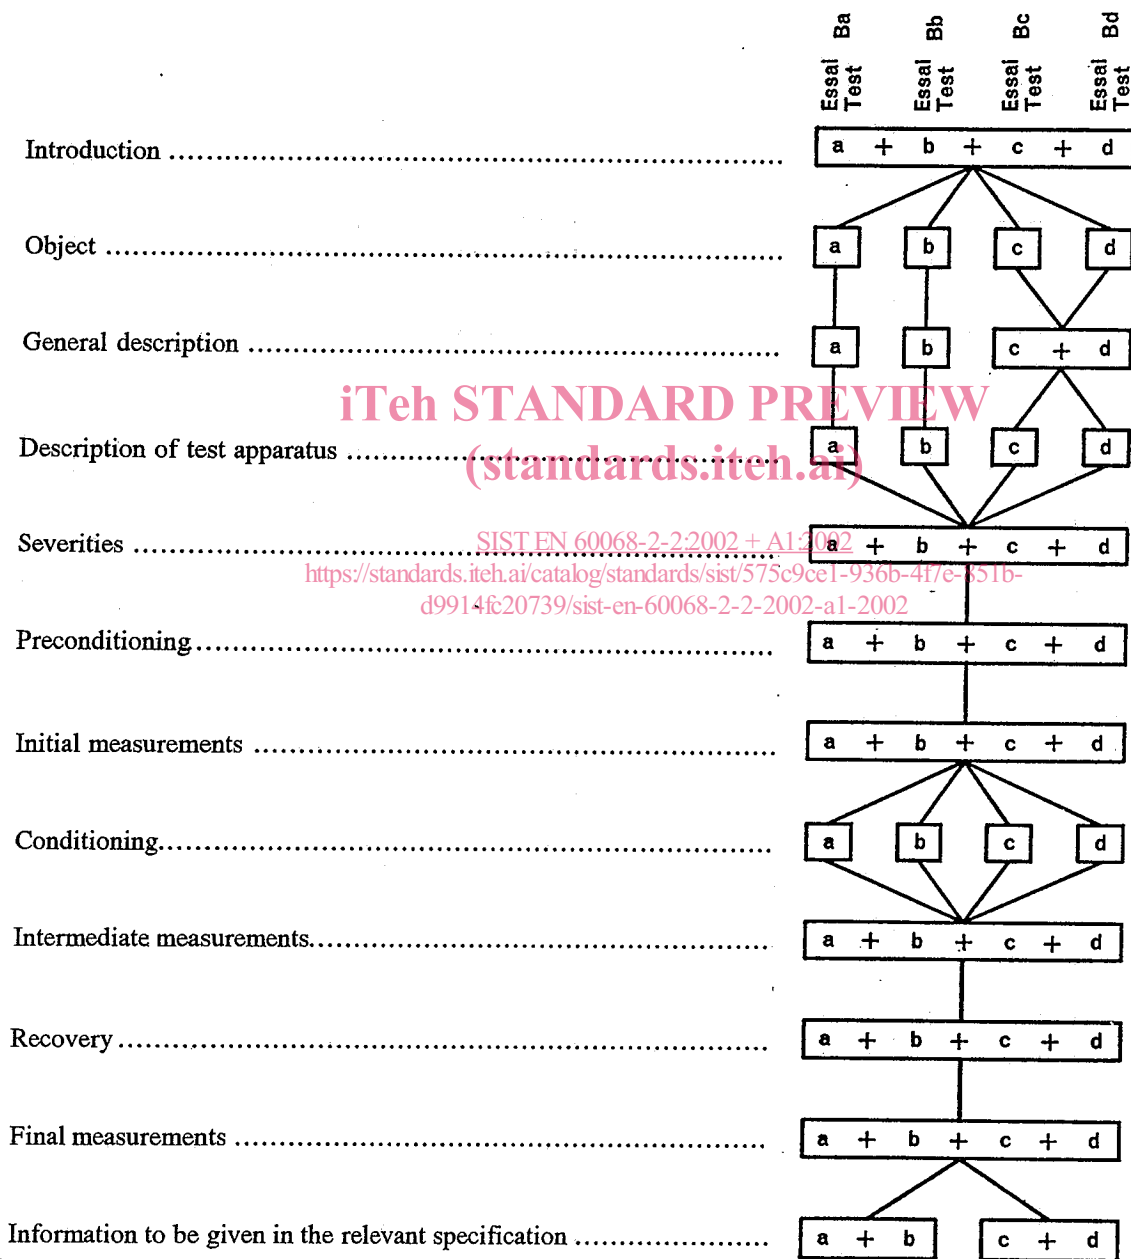 Essai Ba
Test
Essai Bb
Test
Essai Bc
Test
Essai Bd
Test
Introduction ........ a + b + c + d
Object ........ a b c d
General description ........ a b c + d
iTeh STANDARD PREVIEW
Description of test apparatus ........ a b c d
(standards.iteh.ai)
Severities ........ a + b + c + d
SIST EN 60068-2-2:2002 + A1:2002
https://standards.iteh.ai/catalog/standards/sist/575c9ce1-936b-4f7e-851b-
d9914fc20739/sist-en-60068-2-2-2002-a1-2002
Preconditioning ........ a + b + c + d
Initial measurements ........ a + b + c + d
Conditioning ........ a b c d
Intermediate measurements ........ a + b + c + d
Recovery ........ a + b + c + d
Final measurements ........ a + b + c + d
Information to be given in the relevant specification ........ a + b c + d